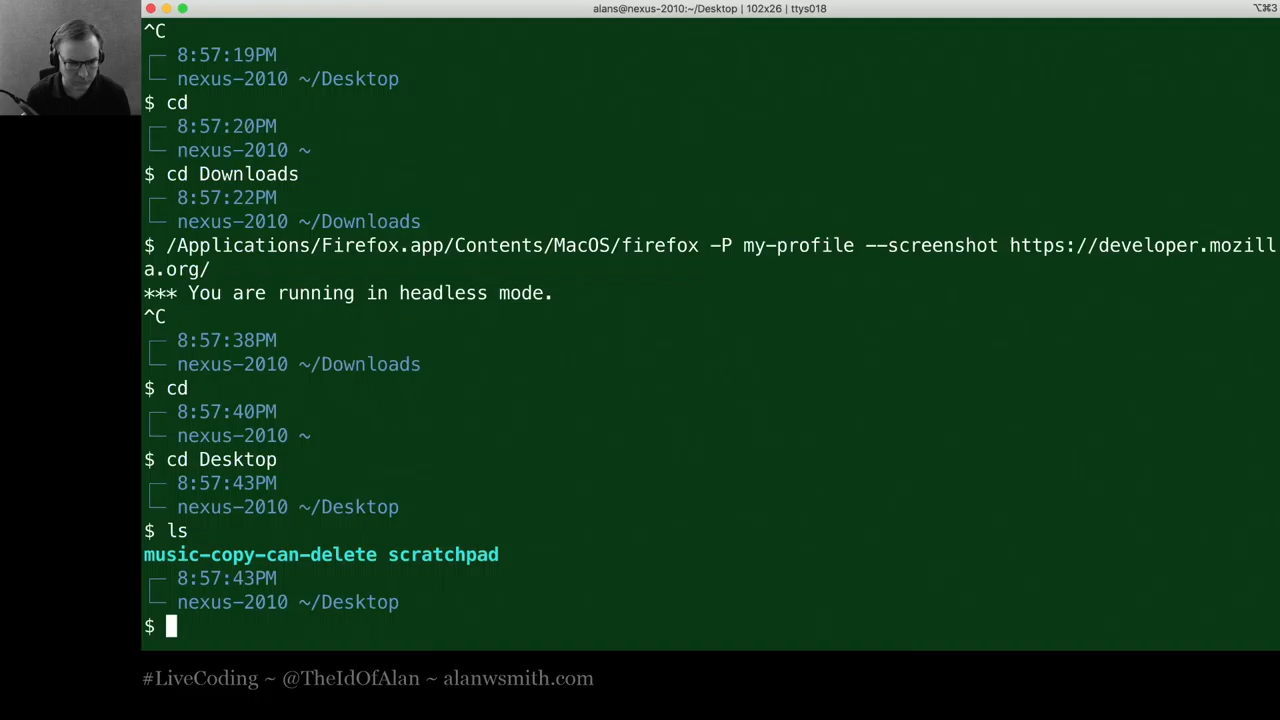 alans@nexus-2010:~/Desktop | 102x26 | ttys018
⌥⌘3
^C
8:57:19PM
nexus-2010 ~/Desktop
$ cd
8:57:20PM
nexus-2010 ~
$ cd Downloads
8:57:22PM
nexus-2010 ~/Downloads
$ /Applications/Firefox.app/Contents/MacOS/firefox -P my-profile --screenshot https://developer.mozill
a.org/
*** You are running in headless mode.
^C
8:57:38PM
nexus-2010 ~/Downloads
$ cd
8:57:40PM
nexus-2010 ~
$ cd Desktop
8:57:43PM
nexus-2010 ~/Desktop
$ ls
music-copy-can-delete scratchpad
8:57:43PM
nexus-2010 ~/Desktop
$
#LiveCoding ~ @TheIdOfAlan ~ alanwsmith.com